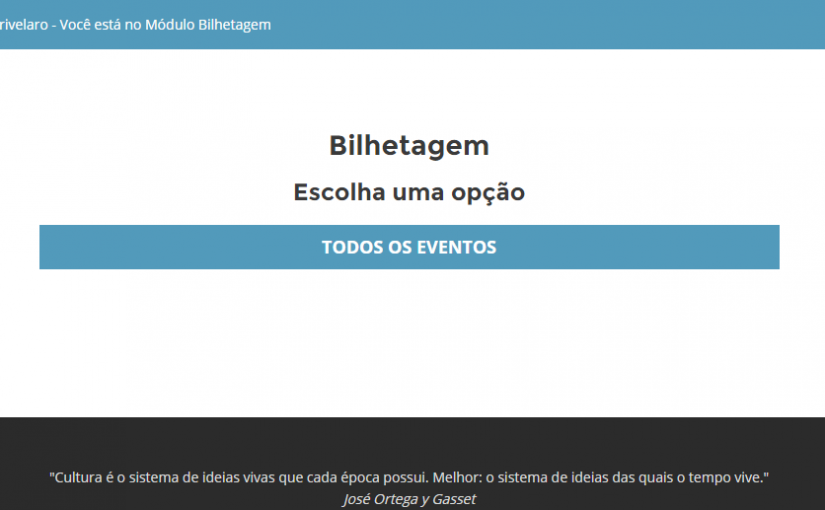 rivelaro - Você está no Módulo Bilhetagem
Bilhetagem
Escolha uma opção
TODOS OS EVENTOS
"Cultura é o sistema de ideias vivas que cada época possui. Melhor: o sistema de ideias das quais o tempo vive."
José Ortega y Gasset